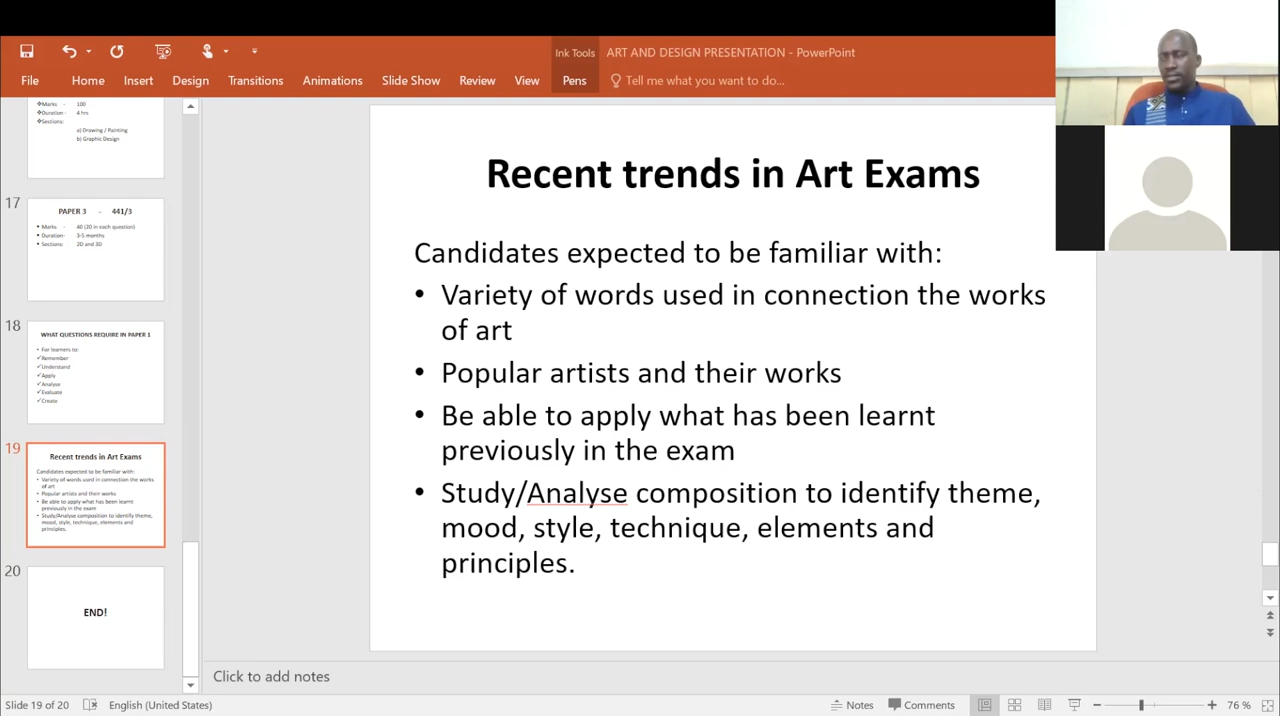 Ink Tools
ART AND DESIGN PRESENTATION - PowerPoint
File Home Insert Design Transitions Animations Slide Show Review View Pens Tell me what you want to do...
❖Marks - 100
❖Duration - 4 hrs
❖Sections:
a) Drawing / Painting
b) Graphic Design
17
PAPER 3 - 441/3
• Marks - 40 (20 in each question)
• Duration- 3-5 months
• Sections: 2D and 3D
18
WHAT QUESTIONS REQUIRE IN PAPER 1
• For learners to:
✓Remember
✓Understand
✓Apply
✓Analyse
✓Evaluate
✓Create
19
Recent trends in Art Exams
Candidates expected to be familiar with:
• Variety of words used in connection the works
of art
• Popular artists and their works
• Be able to apply what has been learnt
previously in the exam
• Study/Analyse composition to identify theme,
mood, style, technique, elements and
principles.
20
END!
Recent trends in Art Exams
Candidates expected to be familiar with:
• Variety of words used in connection the works
of art
• Popular artists and their works
• Be able to apply what has been learnt
previously in the exam
• Study/Analyse composition to identify theme,
mood, style, technique, elements and
principles.
Click to add notes
Slide 19 of 20 English (United States) Notes Comments 76 %